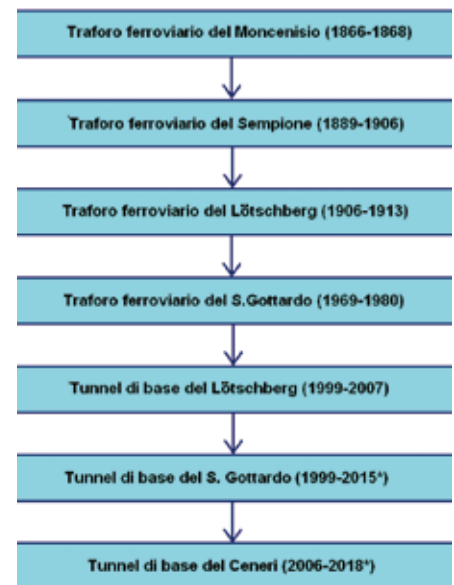 Traforo ferroviario del Moncenisio (1866-1868)
Traforo ferroviario del Sempione (1889-1906)
Traforo ferroviario del Lötschberg (1906-1913)
Traforo ferroviario del S.Gottardo (1969-1980)
Tunnel di base del Lötschberg (1999-2007)
Tunnel di base del S. Gottardo (1999-2015*)
Tunnel di base del Ceneri (2006-2018*)